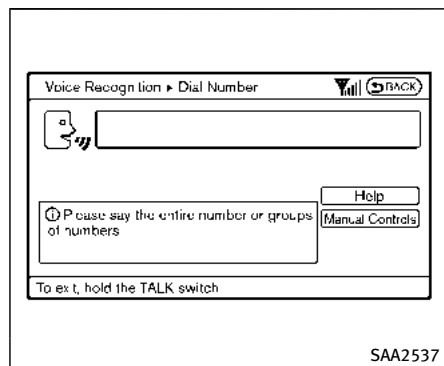 Voice Recognition ▸ Dial Number BACK
Help
ⓘ Please say the entire number or groups
of numbers
Manual Controls
To exit, hold the TALK switch
SAA2537